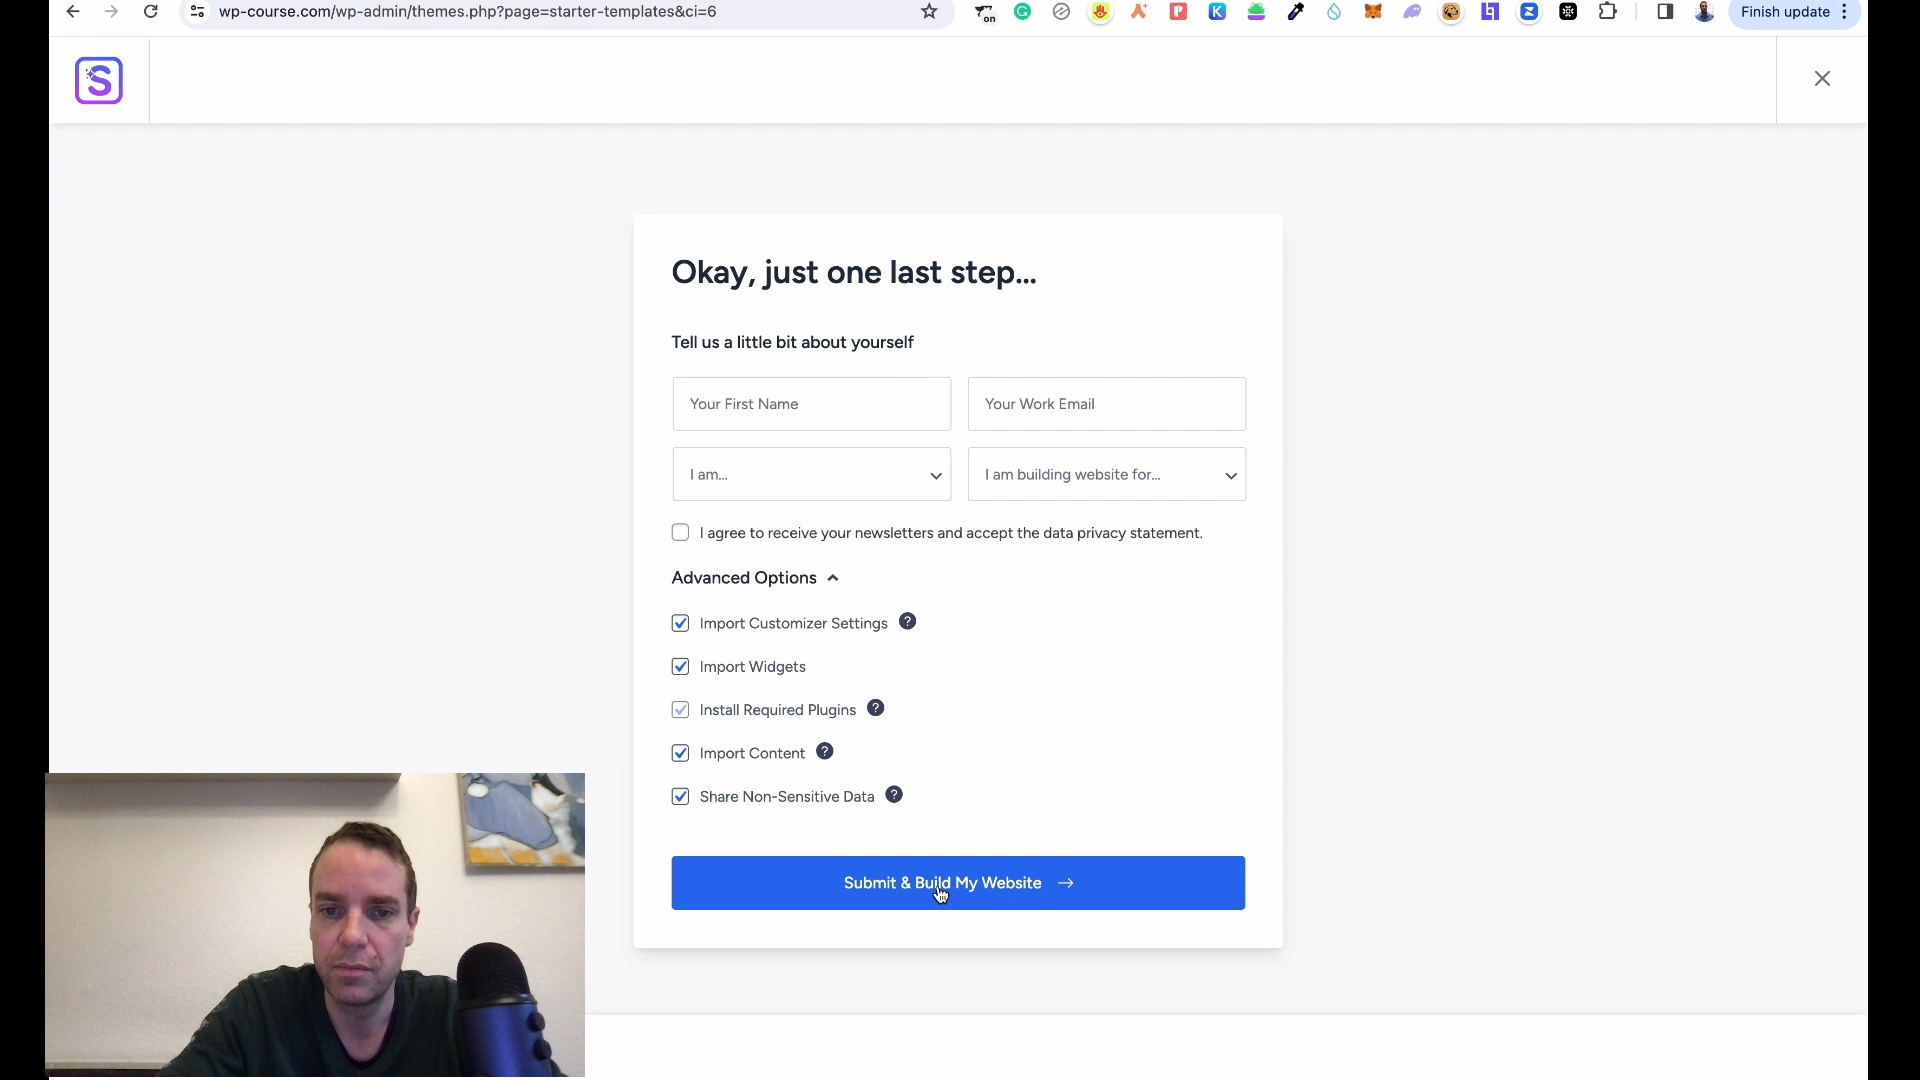 wp-course.com/wp-admin/themes.php?page=starter-templates&ci=6
on
Finish update
S
Okay, just one last step...
Tell us a little bit about yourself
Your First Name
Your Work Email
I am...
I am building website for...
I agree to receive your newsletters and accept the data privacy statement.
Advanced Options
Import Customizer Settings ?
Import Widgets
Install Required Plugins ?
Import Content ?
Share Non-Sensitive Data ?
Submit & Build My Website →